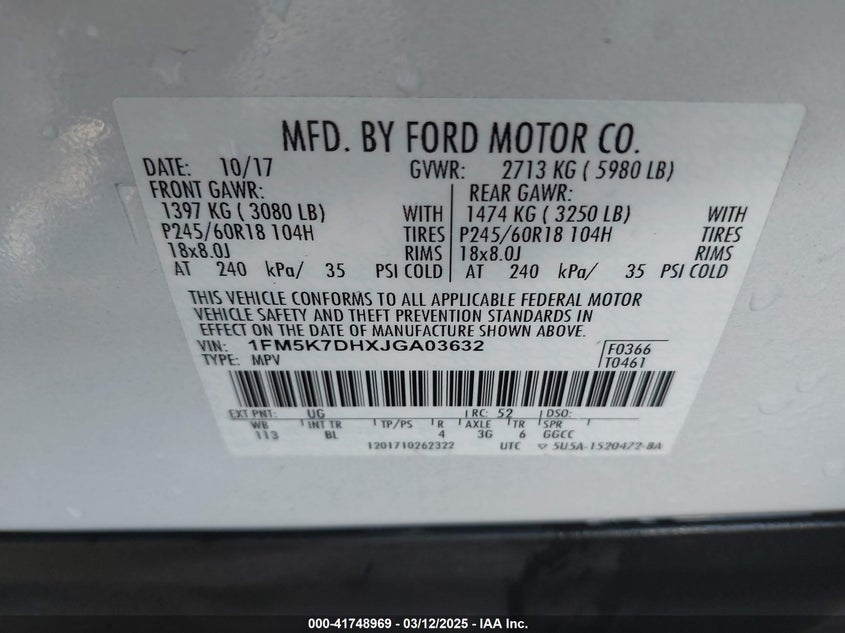 MFD. BY FORD MOTOR CO.
DATE: 10/17 GVWR: 2713 KG ( 5980 LB)
FRONT GAWR: REAR GAWR:
1397 KG ( 3080 LB) WITH 1474 KG ( 3250 LB) WITH
P245/60R18 104H TIRES P245/60R18 104H TIRES
18x8.0J RIMS 18x8.0J RIMS
AT 240 kPa/ 35 PSI COLD AT 240 kPa/ 35 PSI COLD
THIS VEHICLE CONFORMS TO ALL APPLICABLE FEDERAL MOTOR
VEHICLE SAFETY AND THEFT PREVENTION STANDARDS IN
EFFECT ON THE DATE OF MANUFACTURE SHOWN ABOVE.
VIN: 1FM5K7DHXJGA03632 F0366
TYPE: MPV T0461
EXT PNT: UG RC: 52 DSO:
WB INT TR TP/PS R AXLE TR SPR
113 BL 4 3G 6 GGCC
1201710262322 UTC ▽ 5U5A-1520472-BA
000-41748969 - 03/12/2025 - IAA Inc.